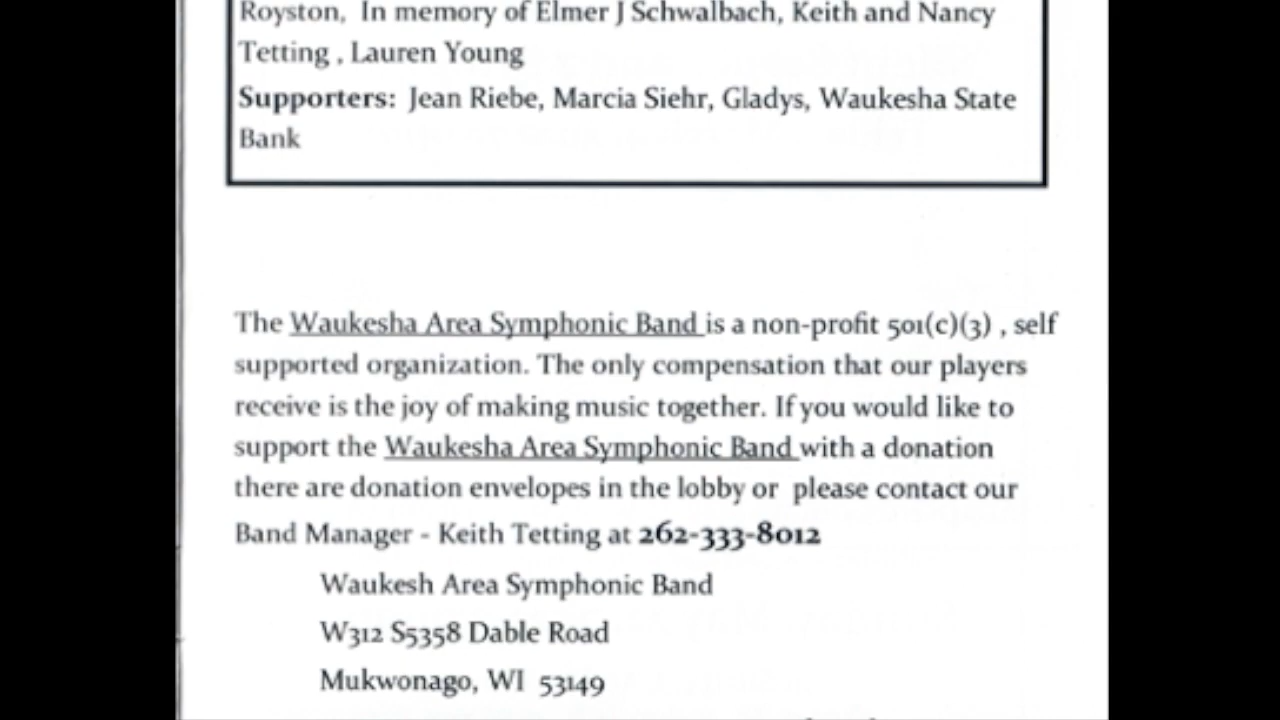 Royston, In memory of Elmer J Schwalbach, Keith and Nancy
Tetting , Lauren Young
Supporters: Jean Riebe, Marcia Siehr, Gladys, Waukesha State
Bank
The Waukesha Area Symphonic Band is a non-profit 501(c)(3) , self
supported organization. The only compensation that our players
receive is the joy of making music together. If you would like to
support the Waukesha Area Symphonic Band with a donation
there are donation envelopes in the lobby or please contact our
Band Manager - Keith Tetting at 262-333-8012
Waukesh Area Symphonic Band
W312 S5358 Dable Road
Mukwonago, WI 53149